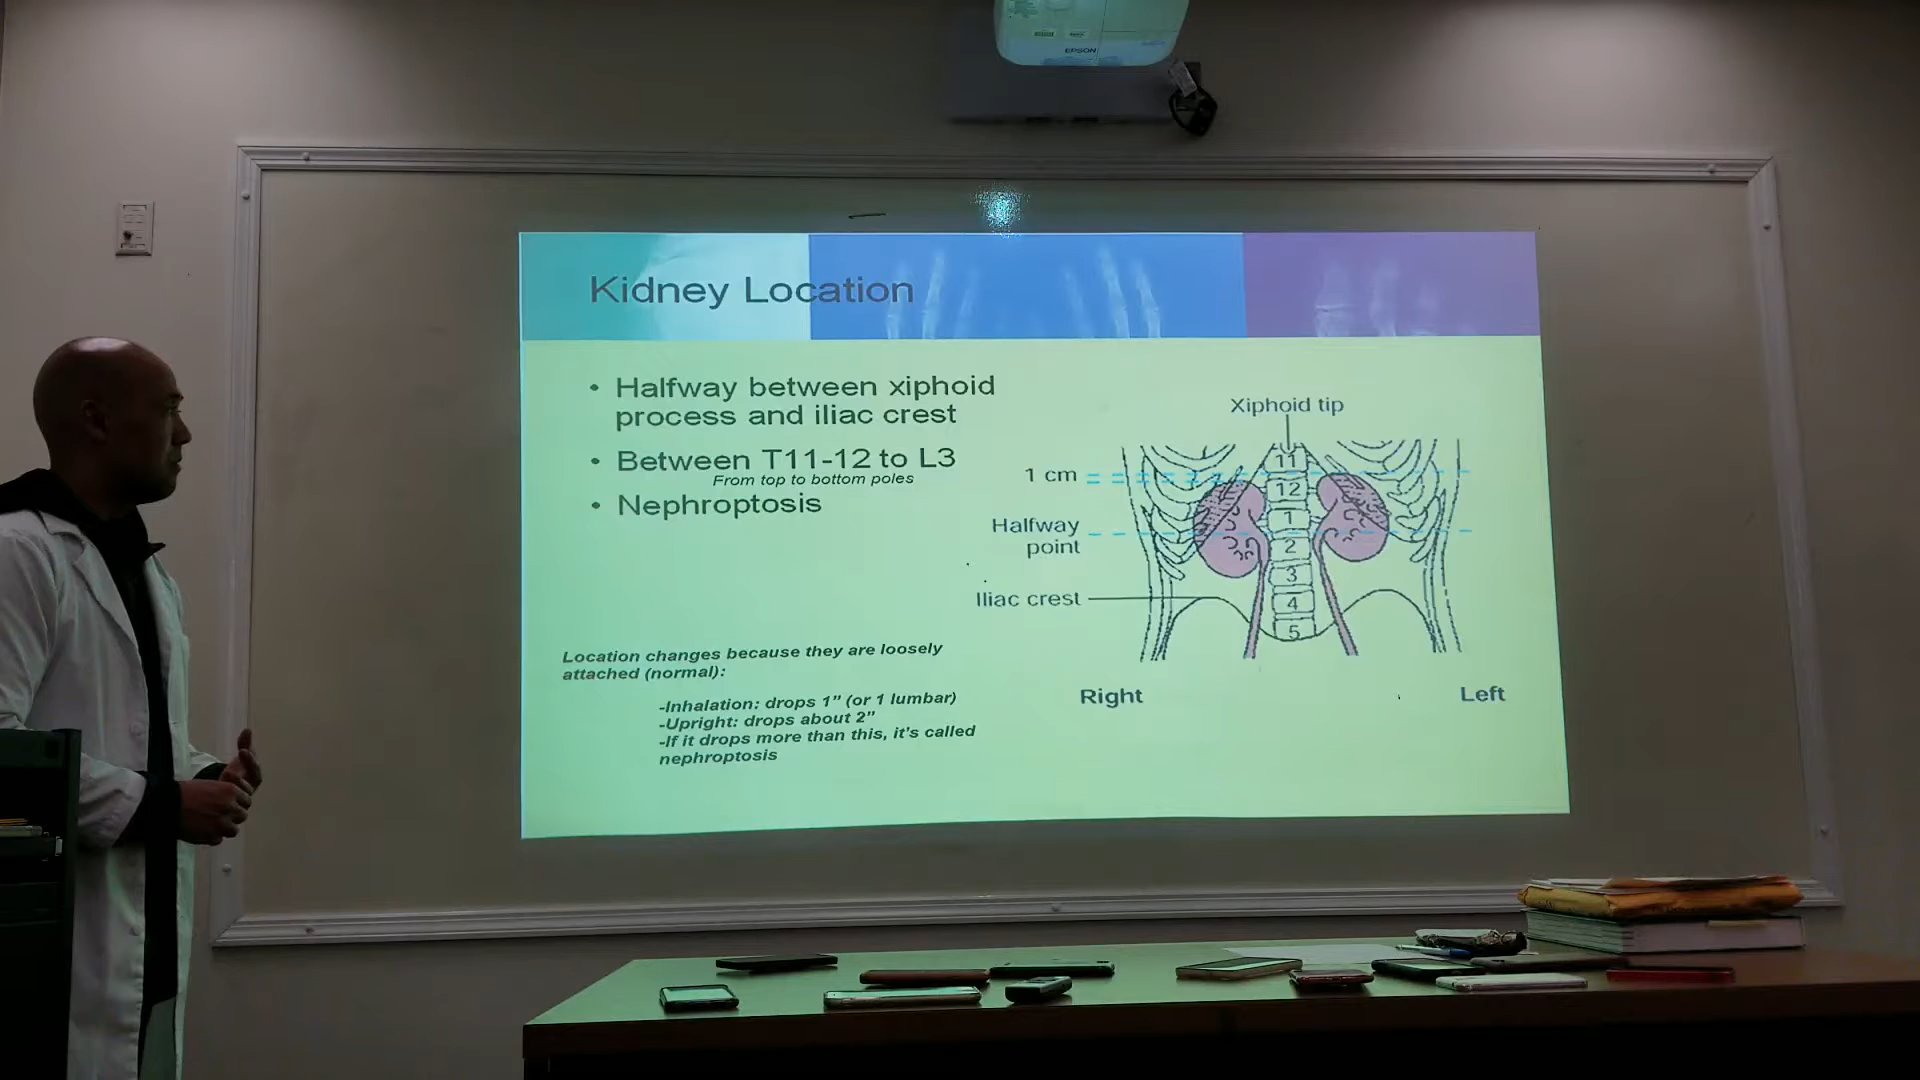 EPSON
Kidney Location
• Halfway between xiphoid
process and iliac crest
• Between T11-12 to L3
From top to bottom poles
• Nephroptosis
Location changes because they are loosely
attached (normal):
-Inhalation: drops 1” (or 1 lumbar)
-Upright: drops about 2”
-If it drops more than this, it's called
nephroptosis
Xiphoid tip
1 cm
Halfway
point
Iliac crest
11
12
1
2
3
4
5
Right
Left